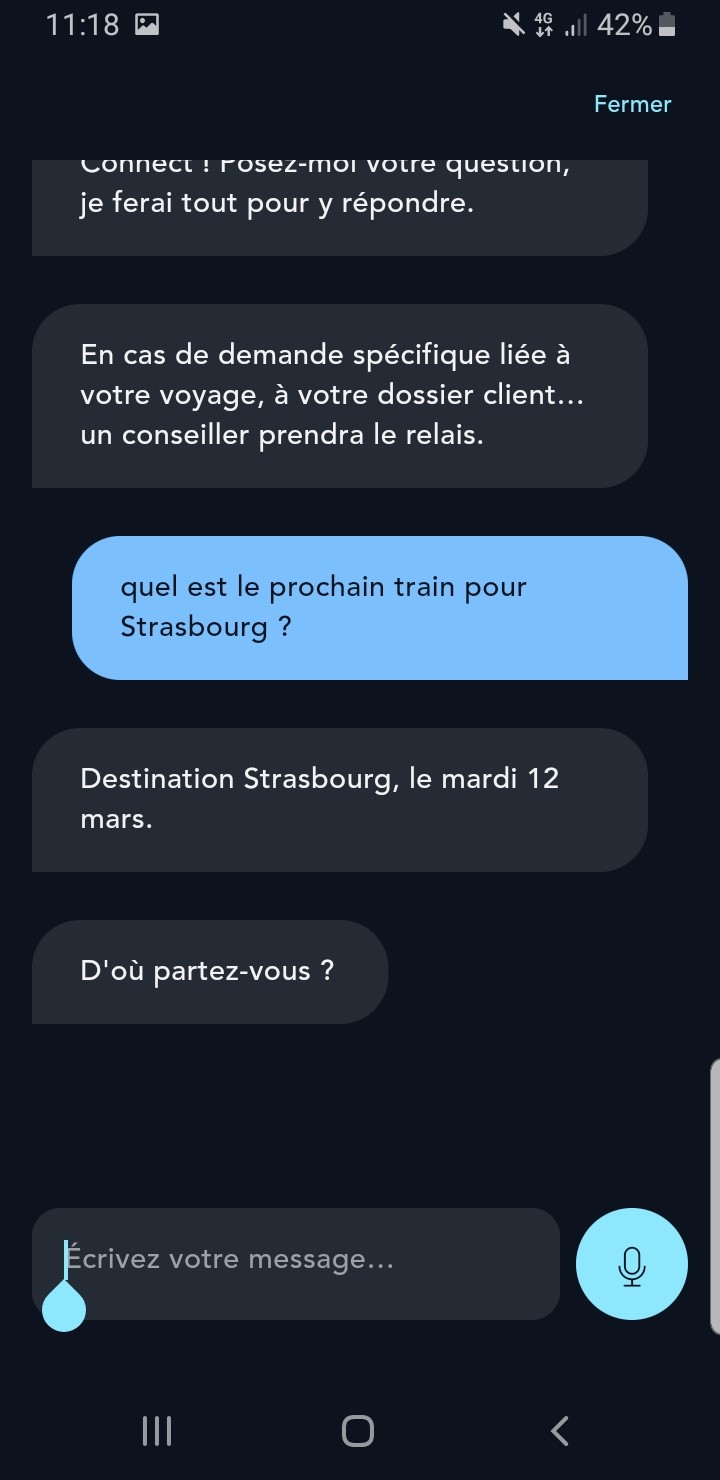 11:18
4G
42%
Fermer
Connect ! Posez-moi votre question,
je ferai tout pour y répondre.
En cas de demande spécifique liée à
votre voyage, à votre dossier client...
un conseiller prendra le relais.
quel est le prochain train pour
Strasbourg ?
Destination Strasbourg, le mardi 12
mars.
D'où partez-vous ?
Écrivez votre message...